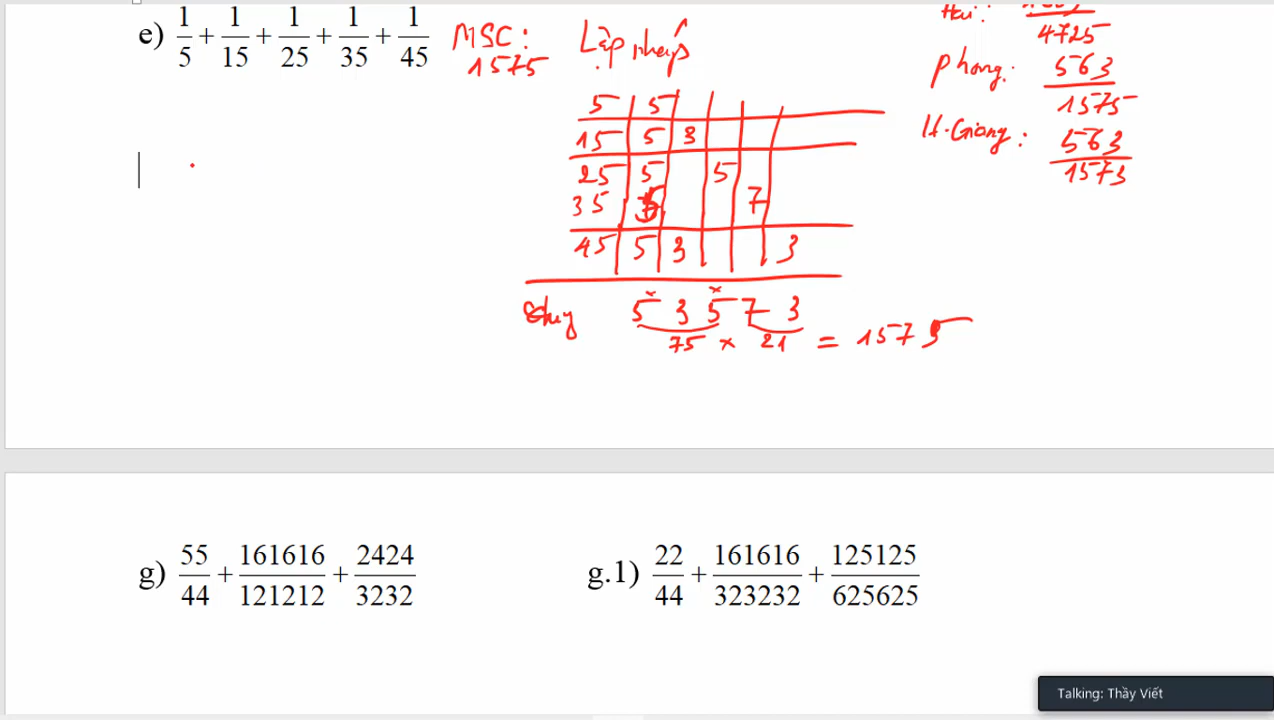 e) 1/5 + 1/15 + 1/25 + 1/35 + 1/45
MSC:
1575
Lập nháp
5 5
15 5 3
25 5 5
35 5 7
45 5 3 3
5 3 5 7 3
75 × 21 = 1575
4725
Phong: 563/1575
H.Giang: 563/1573
g) 55/44 + 161616/121212 + 2424/3232
g.1) 22/44 + 161616/323232 + 125125/625625
Talking: Thầy Viết